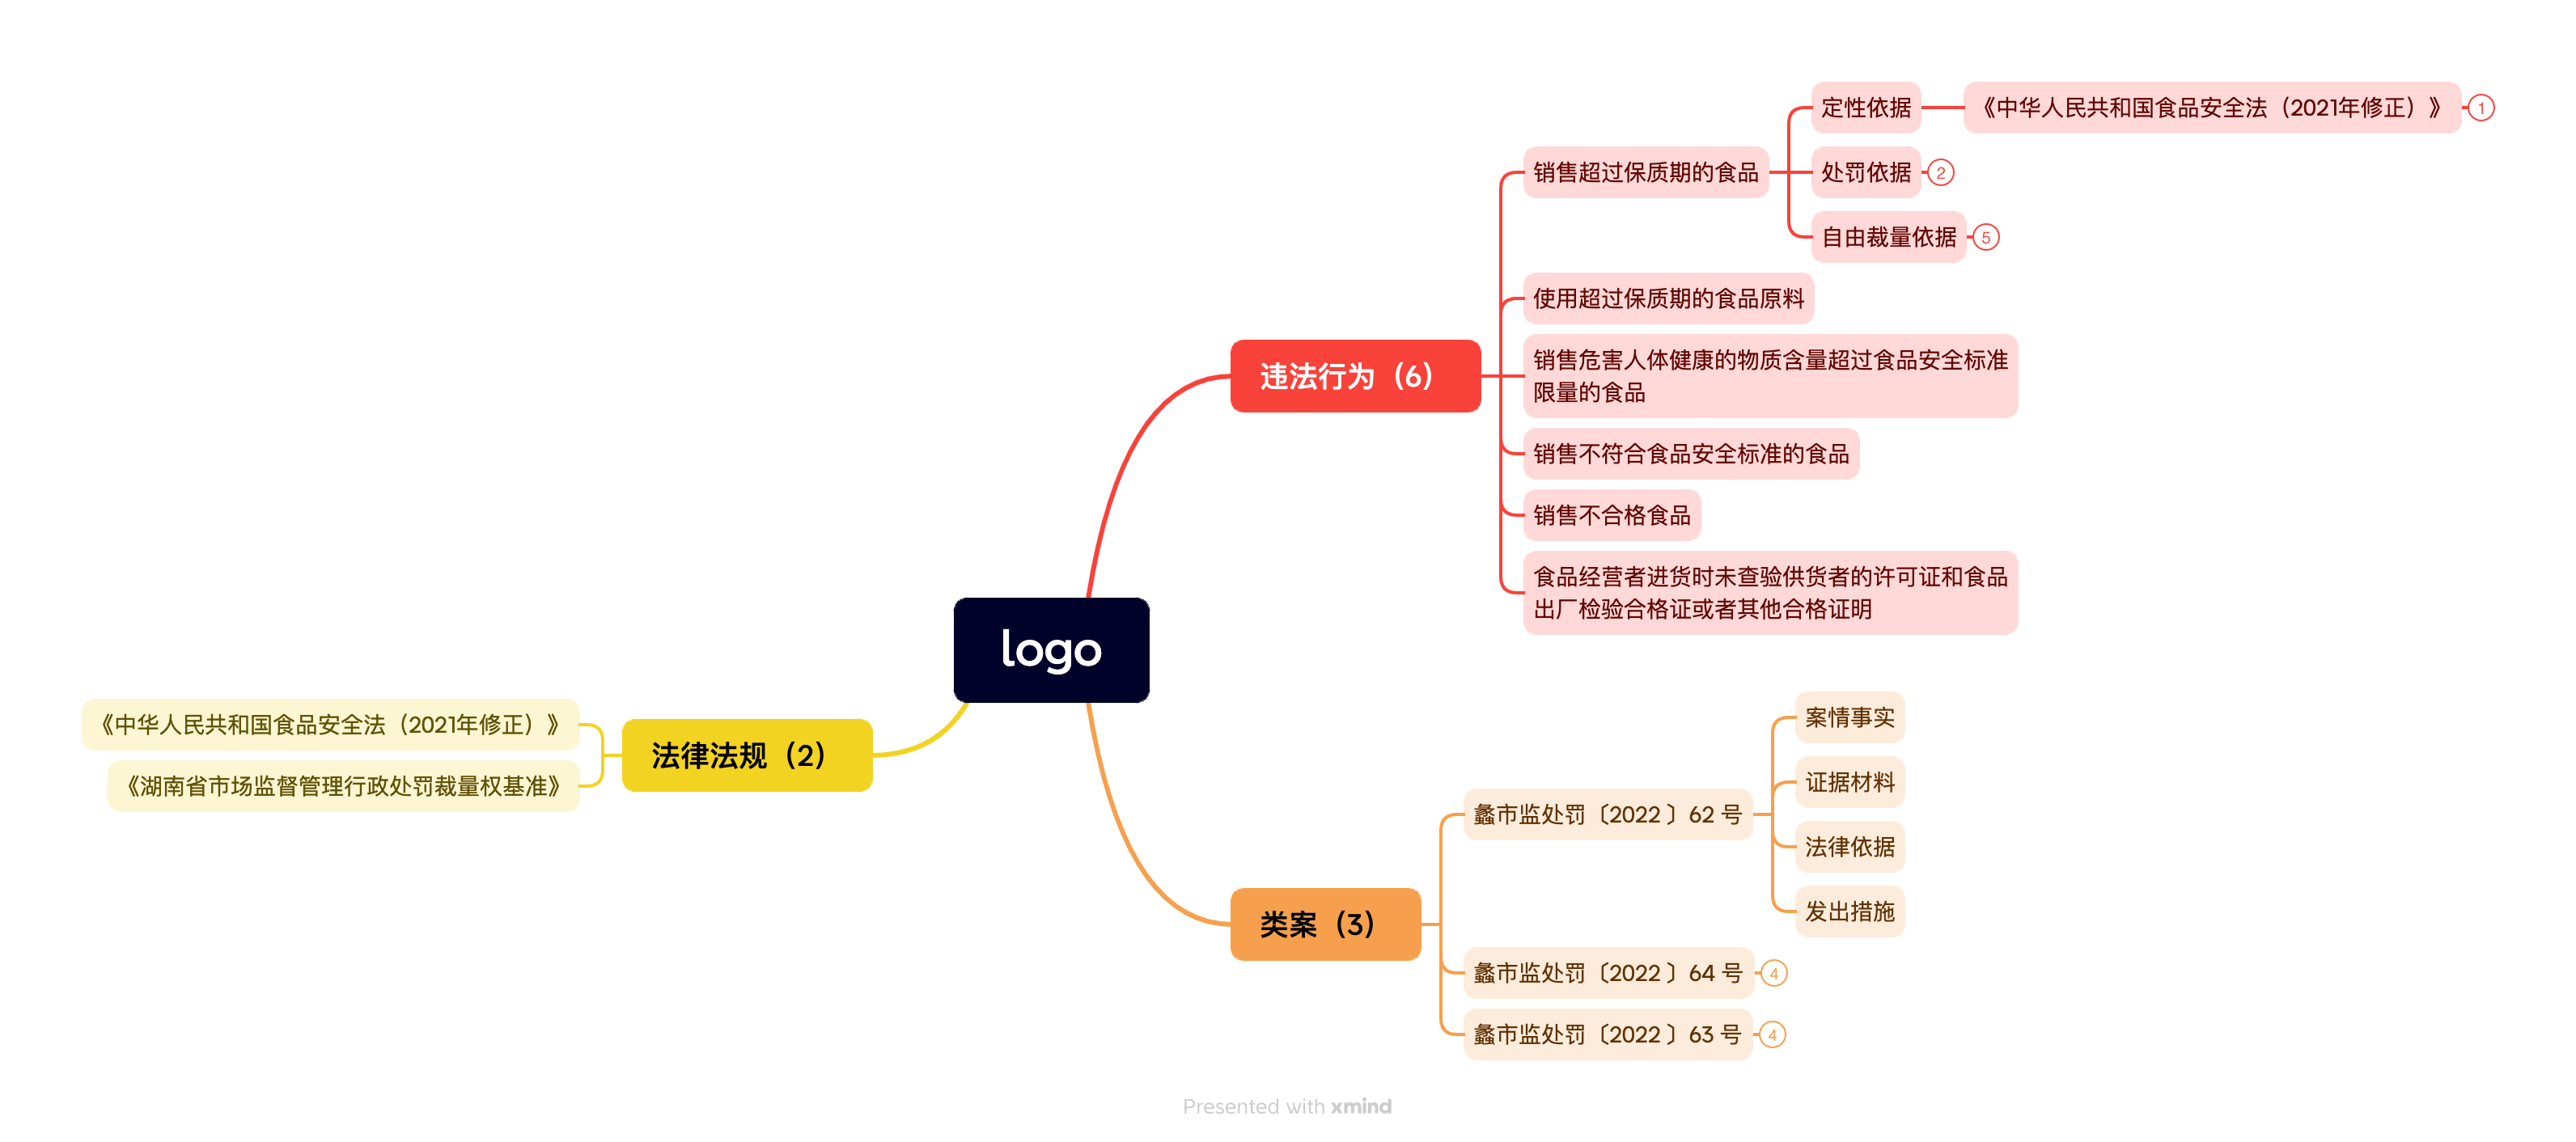 logo
违法行为（6）
销售超过保质期的食品
定性依据
《中华人民共和国食品安全法（2021年修正）》
1
处罚依据
2
自由裁量依据
5
使用超过保质期的食品原料
销售危害人体健康的物质含量超过食品安全标准
限量的食品
销售不符合食品安全标准的食品
销售不合格食品
食品经营者进货时未查验供货者的许可证和食品
出厂检验合格证或者其他合格证明
类案（3）
蠡市监处罚〔2022 〕62 号
案情事实
证据材料
法律依据
发出措施
蠡市监处罚〔2022 〕64 号
4
蠡市监处罚〔2022 〕63 号
4
法律法规（2）
《中华人民共和国食品安全法（2021年修正）》
《湖南省市场监督管理行政处罚裁量权基准》
Presented with xmind